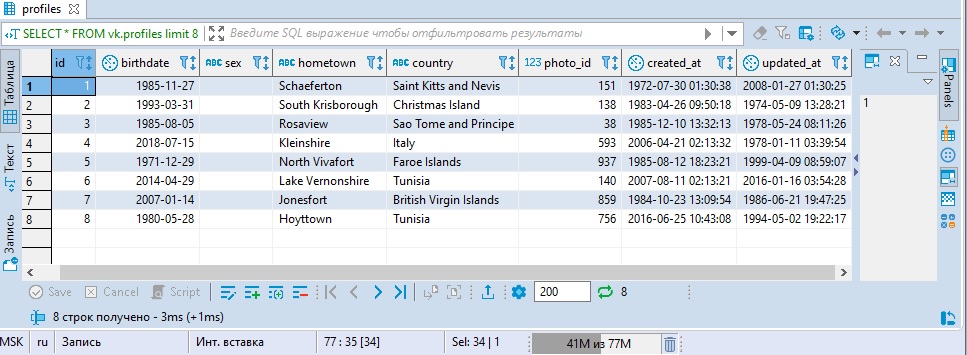 profiles
SELECT * FROM vk.profiles limit 8 Введите SQL выражение чтобы отфильтровать результаты
id birthdate ABC sex ABC hometown ABC country 123 photo_id created_at updated_at
1 1 1985-11-27 Schaeferton Saint Kitts and Nevis 151 1972-07-30 01:30:38 2008-01-27 01:30:25
2 2 1993-03-31 South Krisborough Christmas Island 138 1983-04-26 09:50:18 1974-05-09 13:28:21
3 3 1985-08-05 Rosaview Sao Tome and Principe 38 1985-12-10 13:32:13 1978-05-24 08:11:26
4 4 2018-07-15 Kleinshire Italy 593 2006-04-21 02:13:32 1978-01-11 03:39:54
5 5 1971-12-29 North Vivafort Faroe Islands 937 1985-08-12 18:23:21 1999-04-09 08:59:07
6 6 2014-04-29 Lake Vernonshire Tunisia 140 2007-08-11 02:13:21 2016-01-16 03:54:28
7 7 2007-01-14 Jonesfort British Virgin Islands 859 1984-10-23 13:09:54 1986-06-21 19:47:25
8 8 1980-05-28 Hoyttown Tunisia 756 2016-06-25 10:43:08 1994-05-02 19:22:17
Таблица
Текст
Запись
1
Panels
Save Cancel Script 200 8
8 строк получено - 3ms (+1ms)
MSK ru Запись Инт. вставка 77 : 35 [34] Sel: 34 | 1 41M из 77M